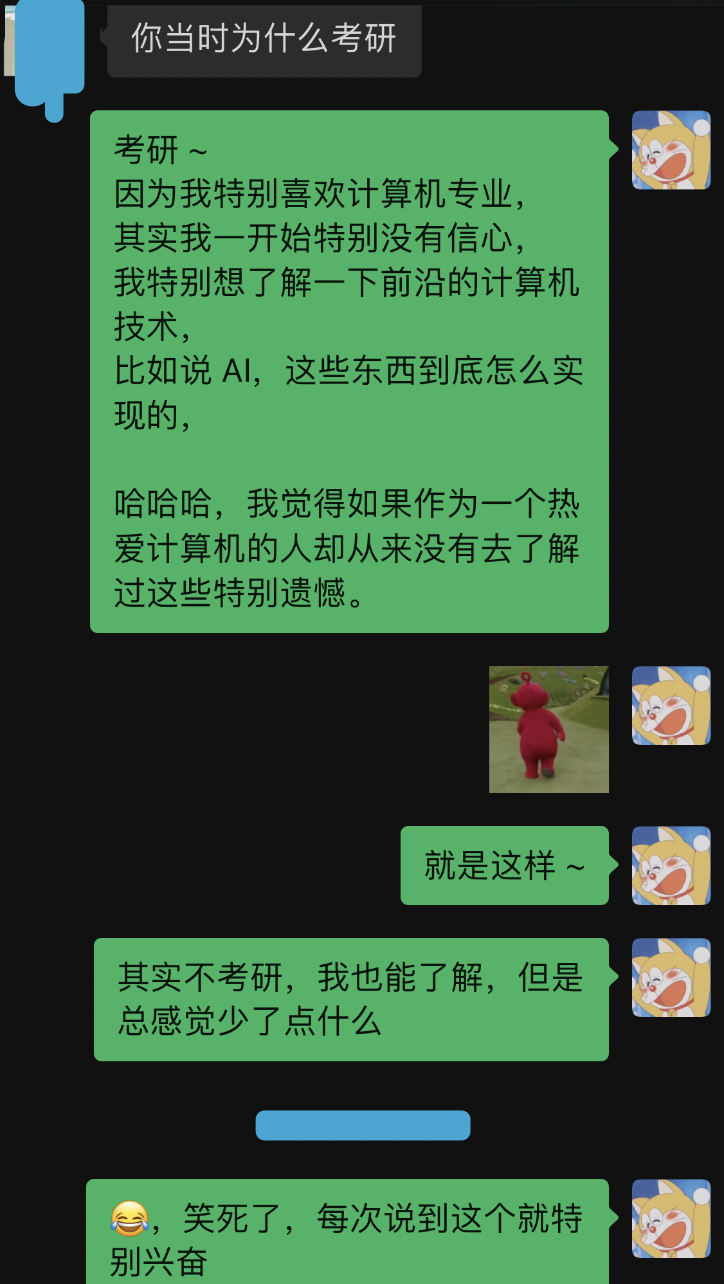 你当时为什么考研
考研 ~
因为我特别喜欢计算机专业，
其实我一开始特别没有信心，
我特别想了解一下前沿的计算机
技术，
比如说 AI，这些东西到底怎么实
现的，
哈哈哈，我觉得如果作为一个热
爱计算机的人却从来没有去了解
过这些特别遗憾。
就是这样 ~
其实不考研，我也能了解，但是
总感觉少了点什么
😂，笑死了，每次说到这个就特
别兴奋